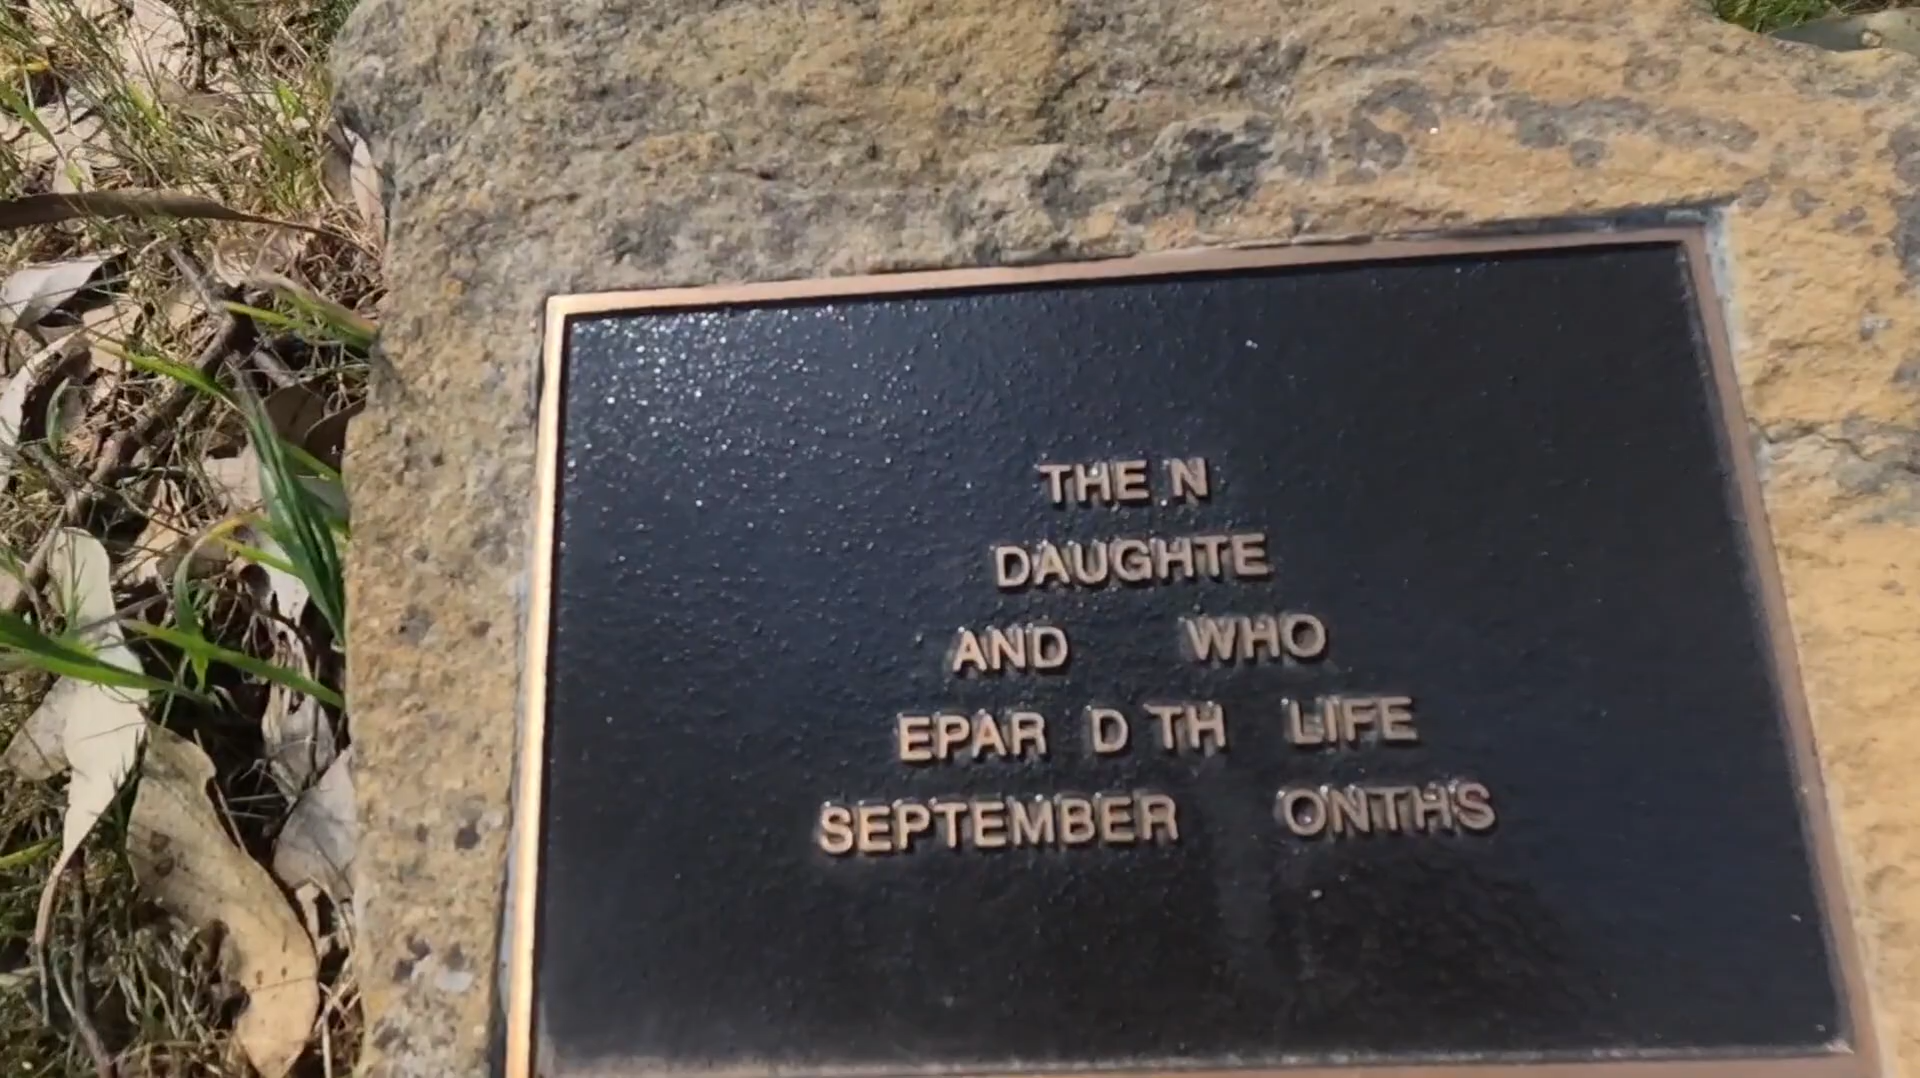 THE N
DAUGHTE
AND WHO
EPAR D TH LIFE
SEPTEMBER ONTHS